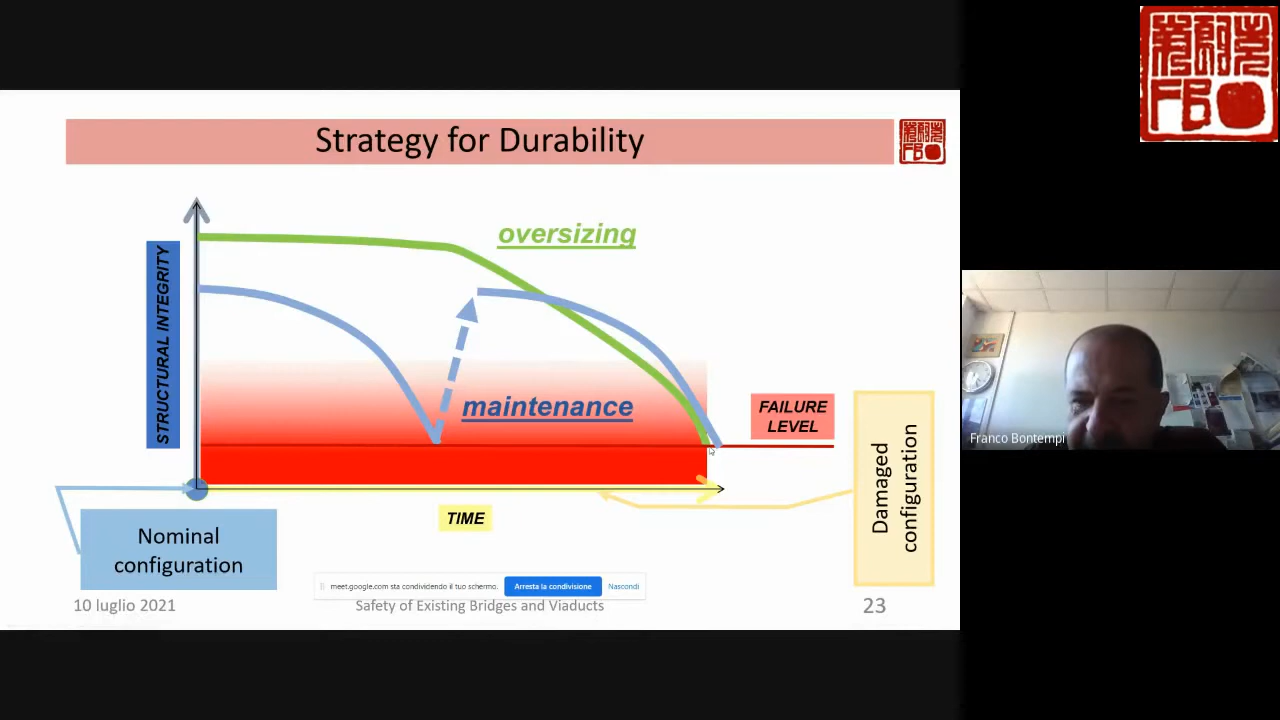 Strategy for Durability
oversizing
STRUCTURAL INTEGRITY
maintenance
FAILURE
LEVEL
Damaged
configuration
TIME
Nominal
configuration
meet.google.com sta condividendo il tuo schermo.
Arresta la condivisione
Nascondi
10 luglio 2021
Safety of Existing Bridges and Viaducts
23
Franco Bontempi